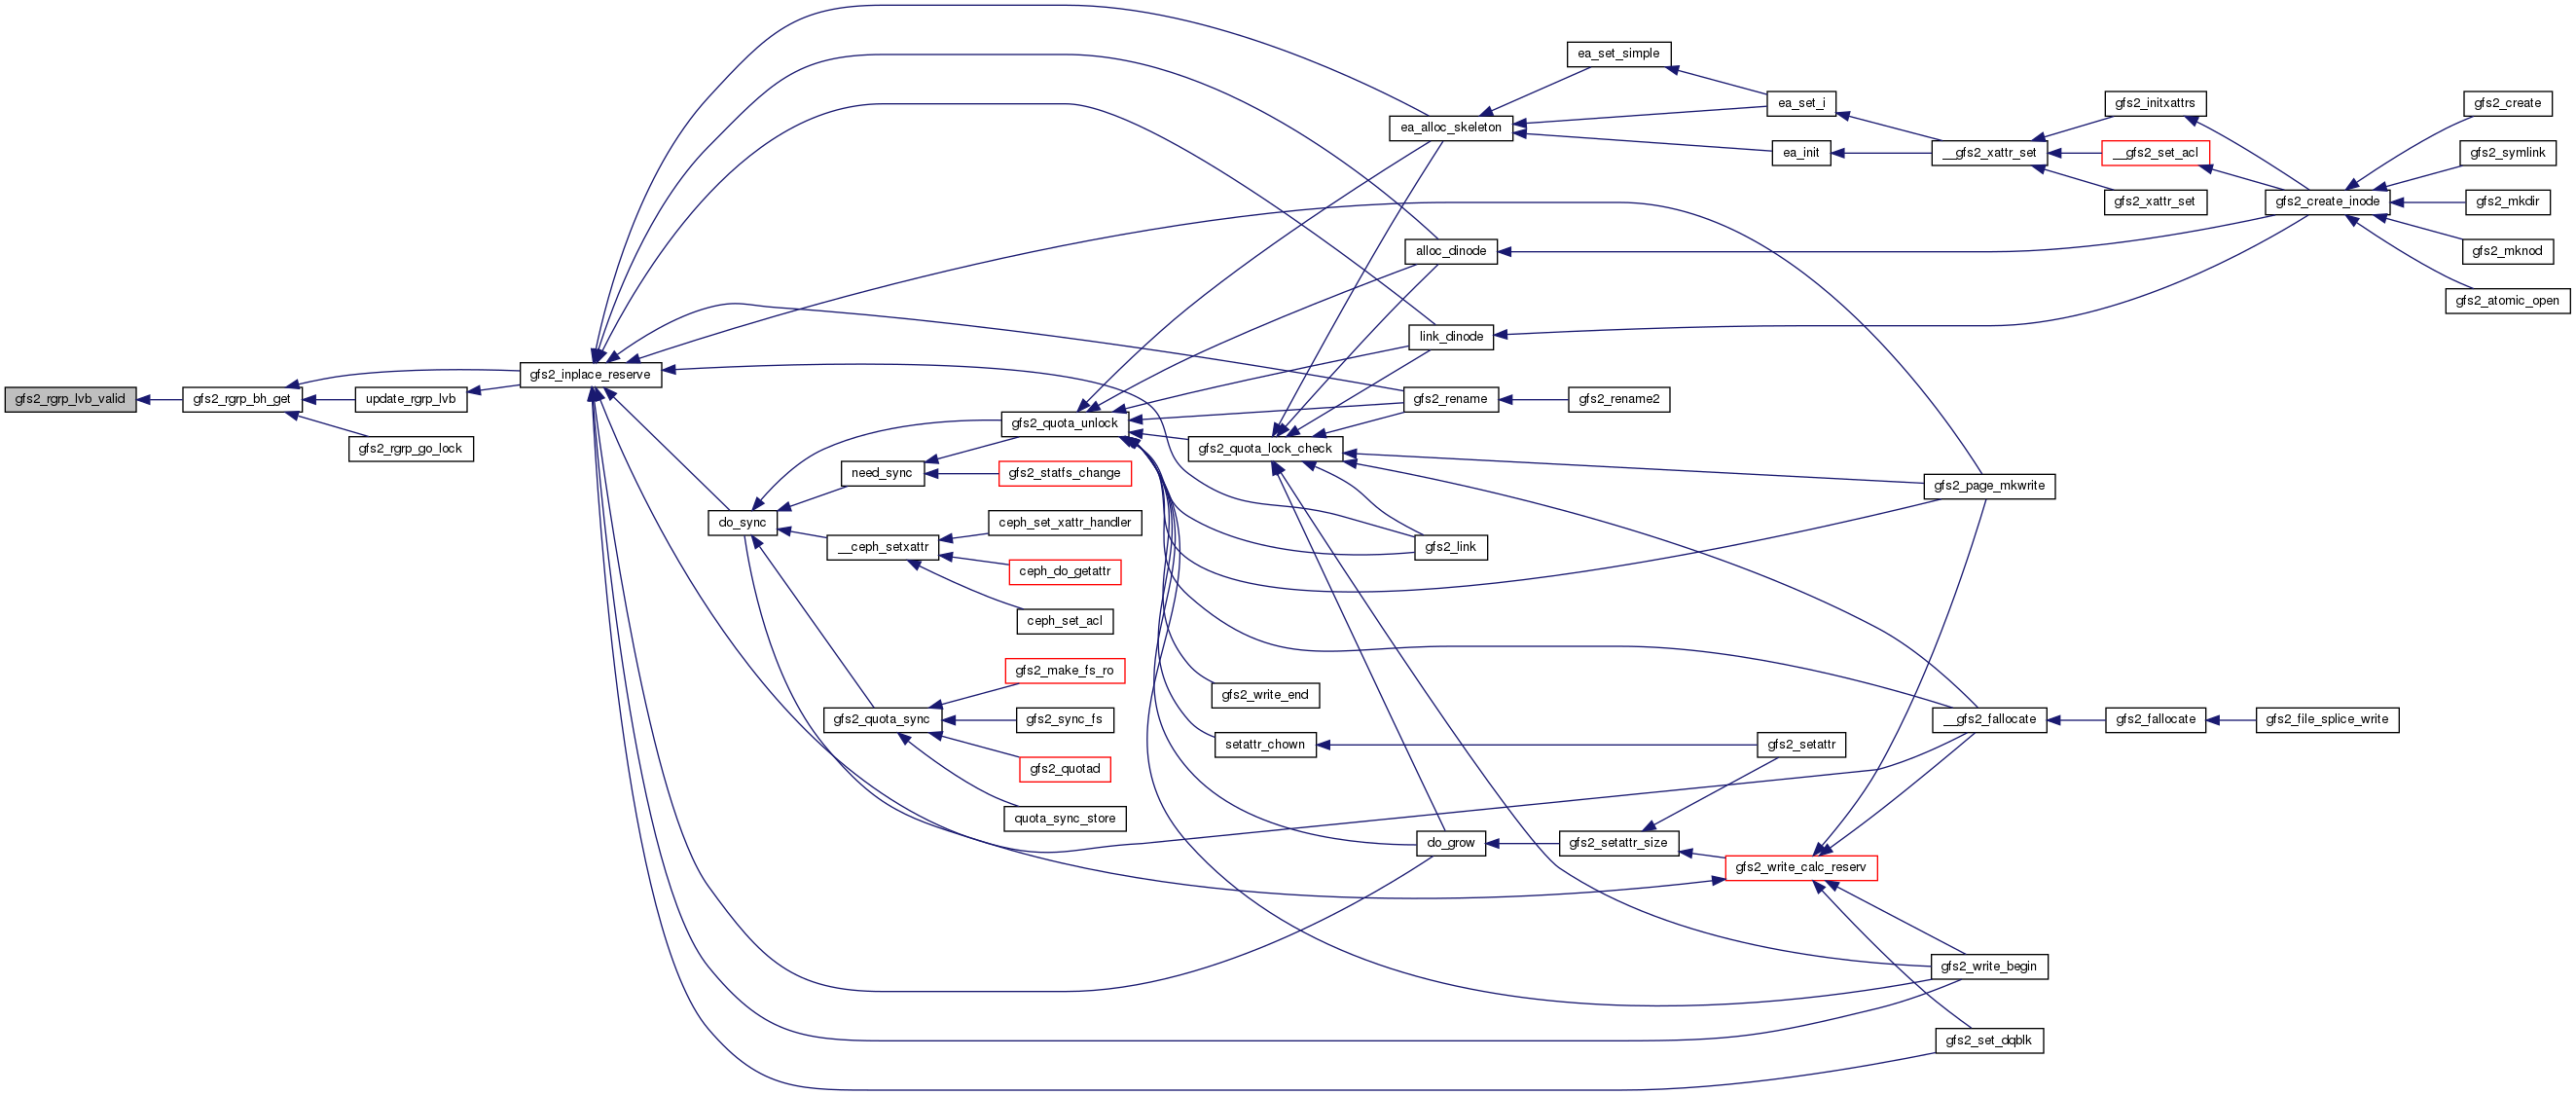 gfs2_rgrp_lvb_valid
gfs2_rgrp_bh_get
update_rgrp_lvb
gfs2_rgrp_go_lock
gfs2_inplace_reserve
do_sync
need_sync
__ceph_setxattr
gfs2_quota_sync
gfs2_quota_unlock
gfs2_statfs_change
ceph_set_xattr_handler
ceph_do_getattr
ceph_set_acl
gfs2_make_fs_ro
gfs2_sync_fs
gfs2_quotad
quota_sync_store
gfs2_quota_lock_check
gfs2_write_end
setattr_chown
ea_alloc_skeleton
alloc_dinode
link_dinode
gfs2_rename
gfs2_link
do_grow
ea_set_simple
gfs2_rename2
gfs2_setattr_size
ea_set_i
ea_init
gfs2_setattr
gfs2_write_calc_reserv
__gfs2_xattr_set
gfs2_page_mkwrite
__gfs2_fallocate
gfs2_write_begin
gfs2_set_dqblk
gfs2_initxattrs
__gfs2_set_acl
gfs2_xattr_set
gfs2_fallocate
gfs2_create_inode
gfs2_file_splice_write
gfs2_create
gfs2_symlink
gfs2_mkdir
gfs2_mknod
gfs2_atomic_open